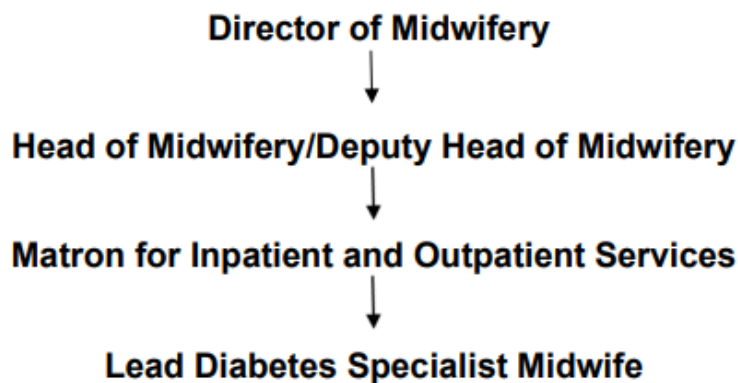 Director of Midwifery
Head of Midwifery/Deputy Head of Midwifery
Matron for Inpatient and Outpatient Services
Lead Diabetes Specialist Midwife